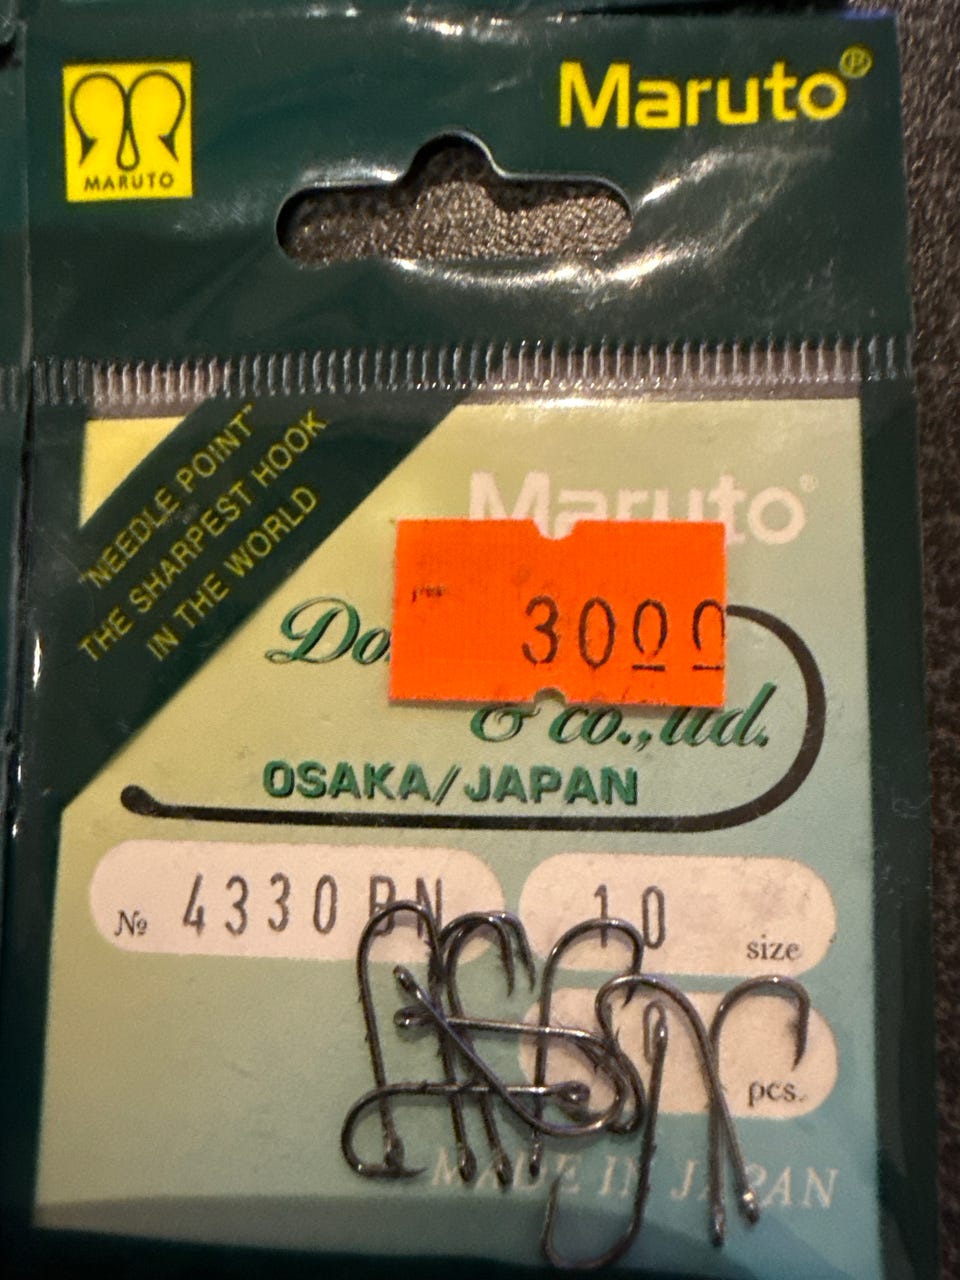 Maruto®
MARUTO
"NEEDLE POINT"
THE SHARPEST HOOK
IN THE WORLD
Maruto®
3000
& co., ltd.
OSAKA/JAPAN
№ 4330 BN
10 size
pcs.
MADE IN JAPAN